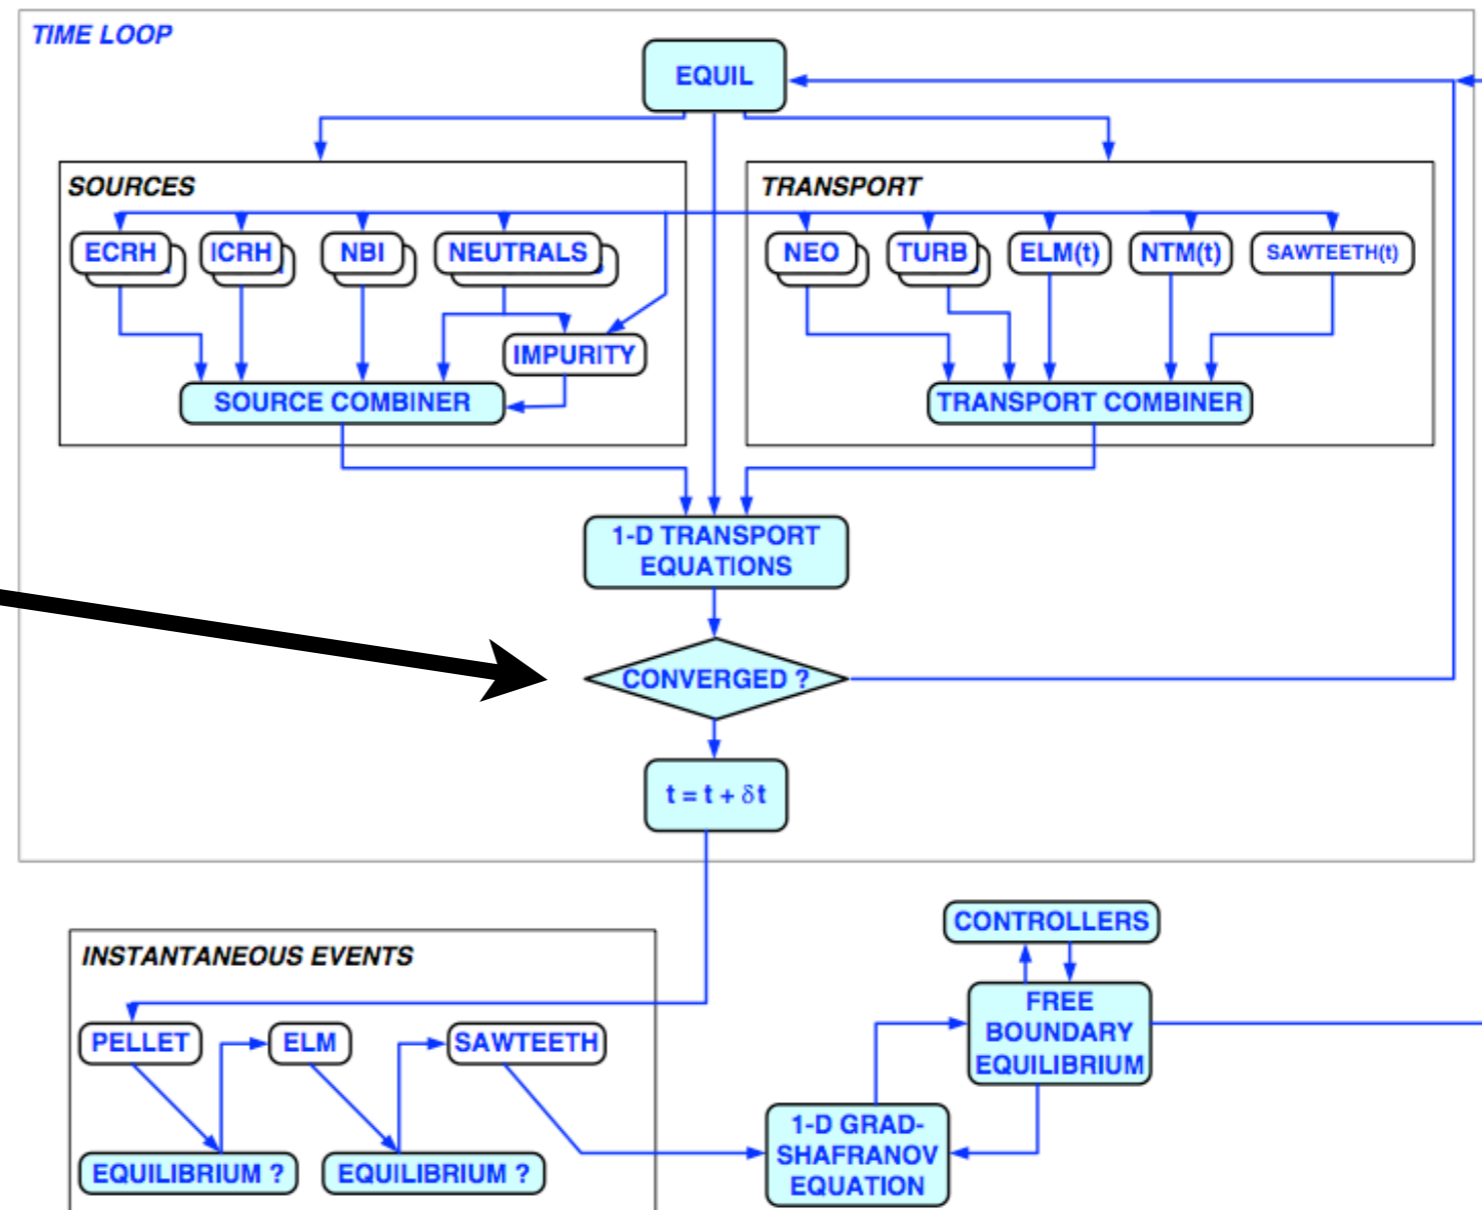 TIME LOOP
EQUIL
SOURCES
TRANSPORT
ECRH
ICRH
NBI
NEUTRALS
NEO
TURB
ELM(t)
NTM(t)
SAWTEETH(t)
IMPURITY
SOURCE COMBINER
TRANSPORT COMBINER
1-D TRANSPORT
EQUATIONS
CONVERGED ?
t = t + δt
INSTANTANEOUS EVENTS
CONTROLLERS
FREE
BOUNDARY
EQUILIBRIUM
PELLET
ELM
SAWTEETH
1-D GRAD-
SHAFRANOV
EQUATION
EQUILIBRIUM ?
EQUILIBRIUM ?